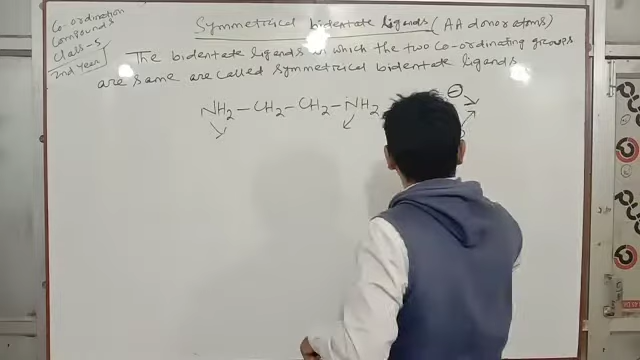 Co-ordination
Compounds
Class-5
2nd Year
Symmetrical bidentate ligands (AA donor atoms)
The bidentate ligands in which the two Co-ordinating groups
are same are called symmetrical bidentate ligands
NH2 - CH2 - CH2 - NH2